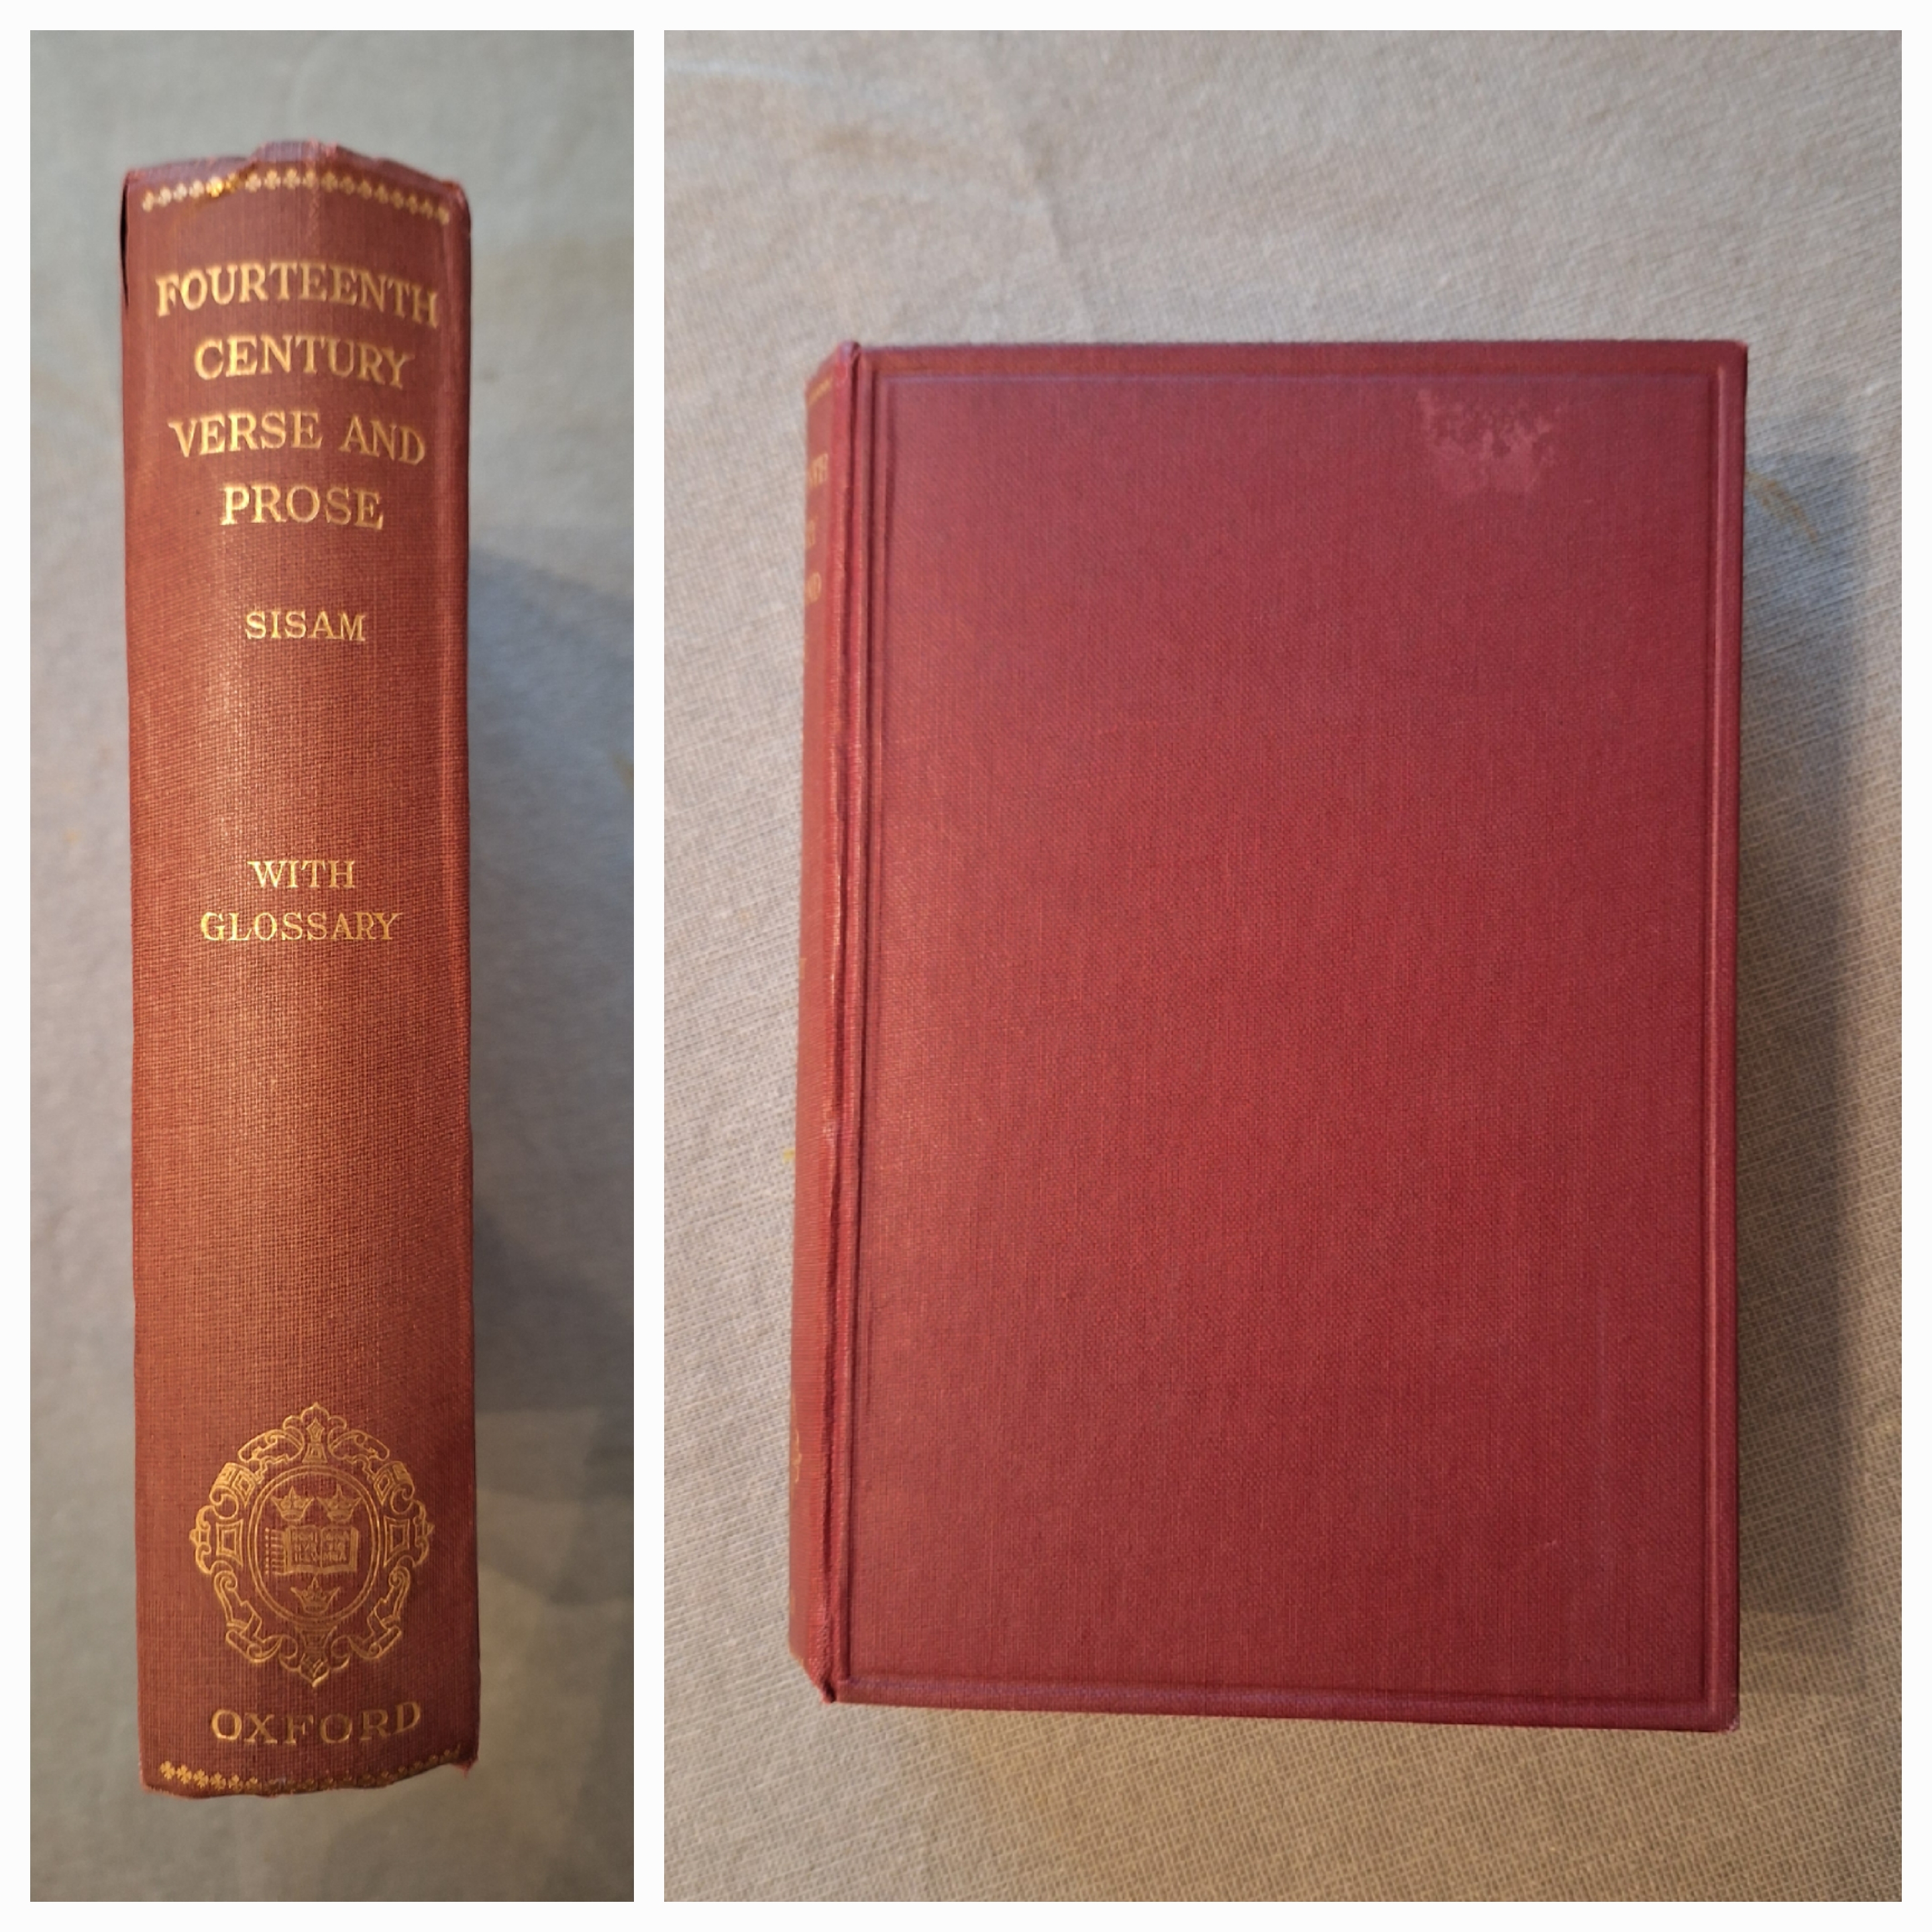 FOURTEENTH
CENTURY
VERSE AND
PROSE
SISAM
WITH
GLOSSARY
OXFORD